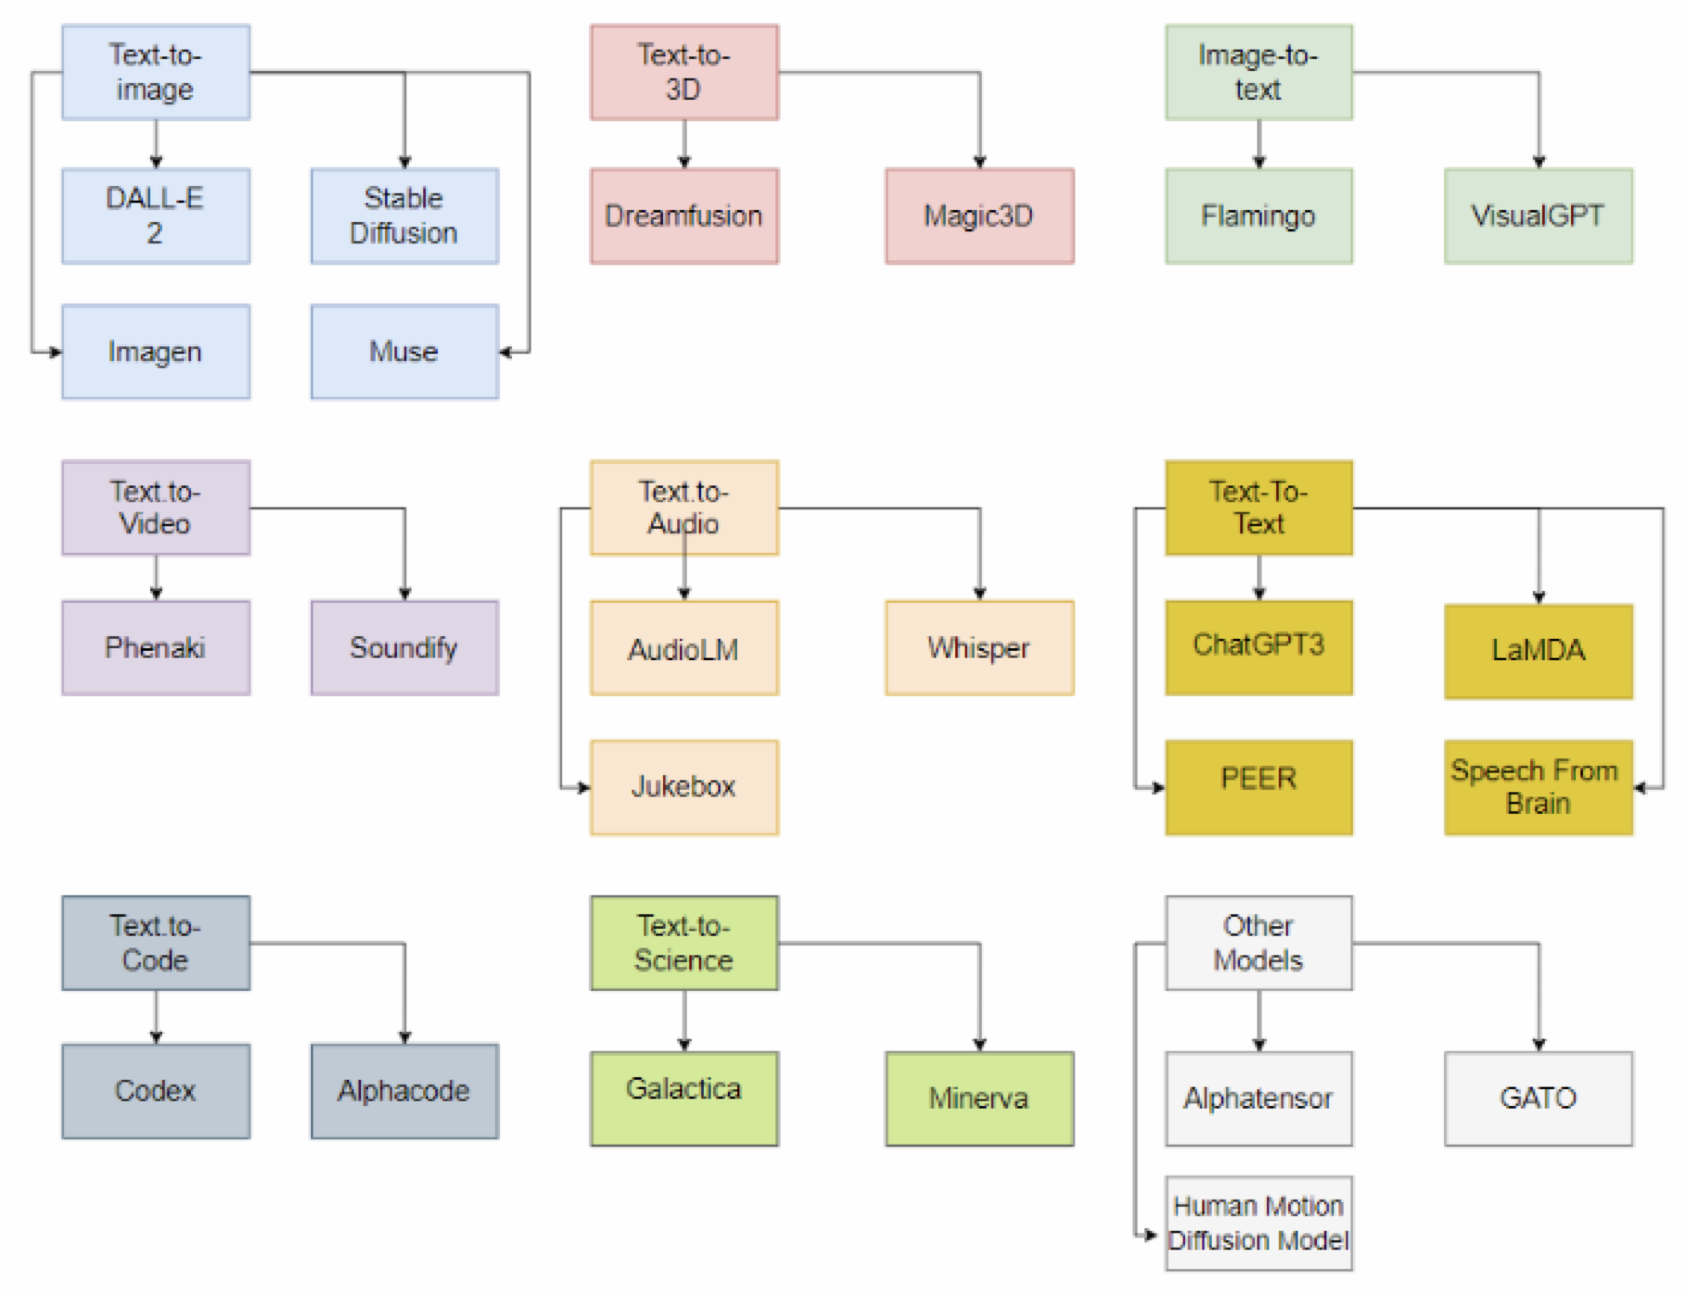 Text-to-
image
Text-to-
3D
Image-to-
text
DALL-E
2
Stable
Diffusion
Dreamfusion
Magic3D
Flamingo
VisualGPT
Imagen
Muse
Text.to-
Video
Text.to-
Audio
Text-To-
Text
Phenaki
Soundify
AudioLM
Whisper
ChatGPT3
LaMDA
Jukebox
PEER
Speech From
Brain
Text.to-
Code
Text-to-
Science
Other
Models
Codex
Alphacode
Galactica
Minerva
Alphatensor
GATO
Human Motion
Diffusion Model